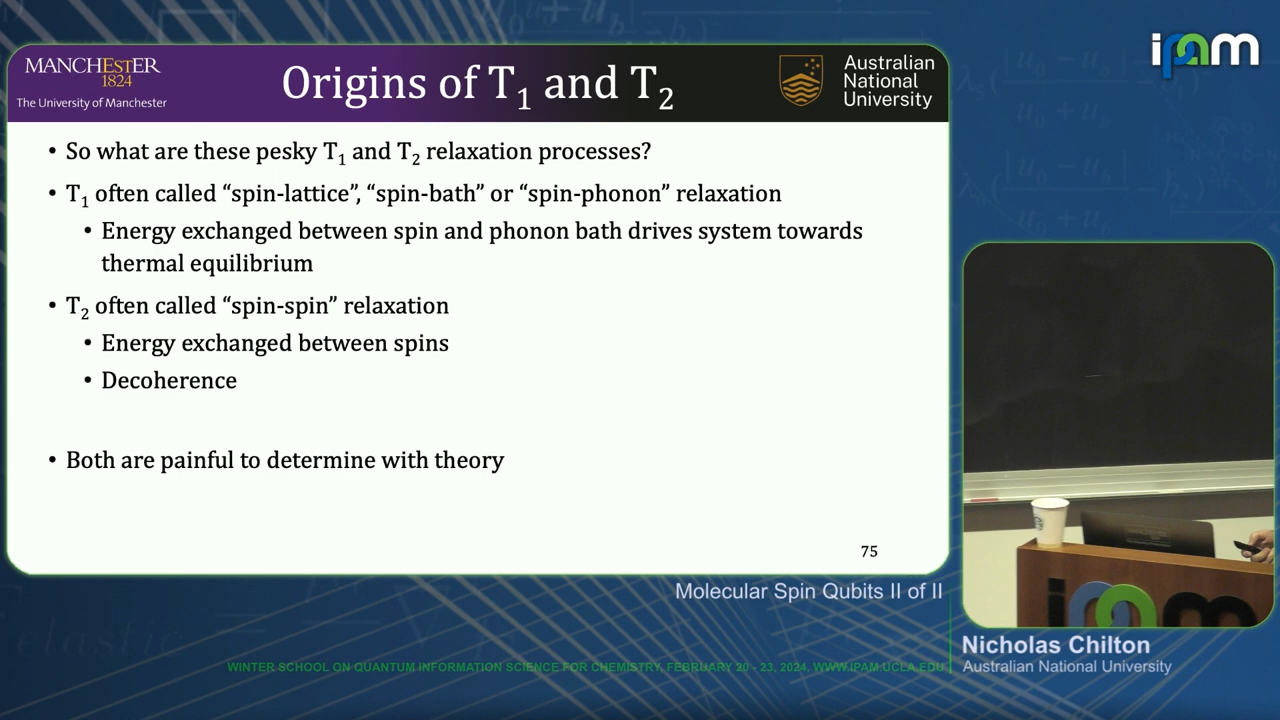 MANCHESTER
1824
The University of Manchester
Origins of T₁ and T₂
Australian
National
University
ipam
• So what are these pesky T₁ and T₂ relaxation processes?
• T₁ often called “spin-lattice”, “spin-bath” or “spin-phonon” relaxation
• Energy exchanged between spin and phonon bath drives system towards
thermal equilibrium
• T₂ often called “spin-spin” relaxation
• Energy exchanged between spins
• Decoherence
• Both are painful to determine with theory
75
Molecular Spin Qubits II of II
ipam
Nicholas Chilton
Australian National University
WINTER SCHOOL ON QUANTUM INFORMATION SCIENCE FOR CHEMISTRY, FEBRUARY 20 - 23, 2024, WWW.IPAM.UCLA.EDU
elastic